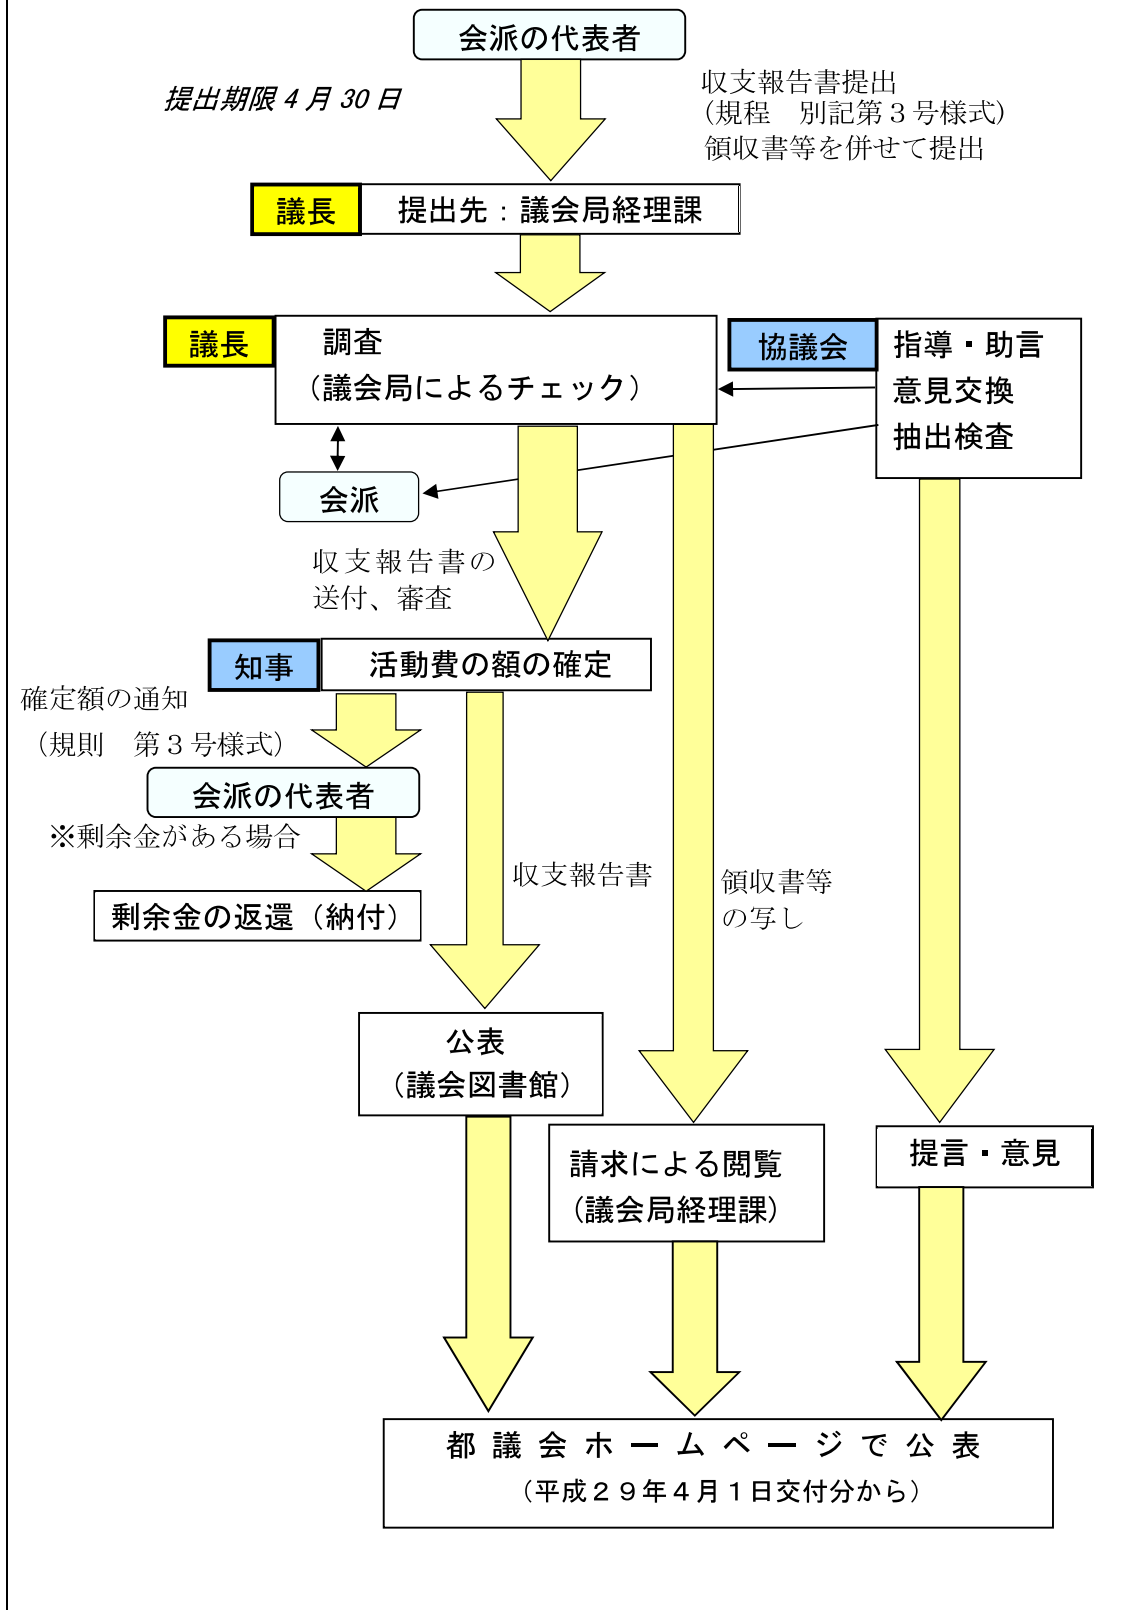 会派の代表者
提出期限4月30日
収支報告書提出
(規程　別記第3号様式)
領収書等を併せて提出
議長
提出先：議会局経理課
議長
調査
（議会局によるチェック）
協議会
指導・助言
意見交換
抽出検査
会派
収支報告書の
送付、審査
知事
活動費の額の確定
確定額の通知
（規則　第３号様式）
会派の代表者
※剰余金がある場合
剰余金の返還（納付）
収支報告書
領収書等
の写し
公表
（議会図書館）
請求による閲覧
(議会局経理課)
提言・意見
都議会ホームページで公表
（平成２９年４月１日交付分から）